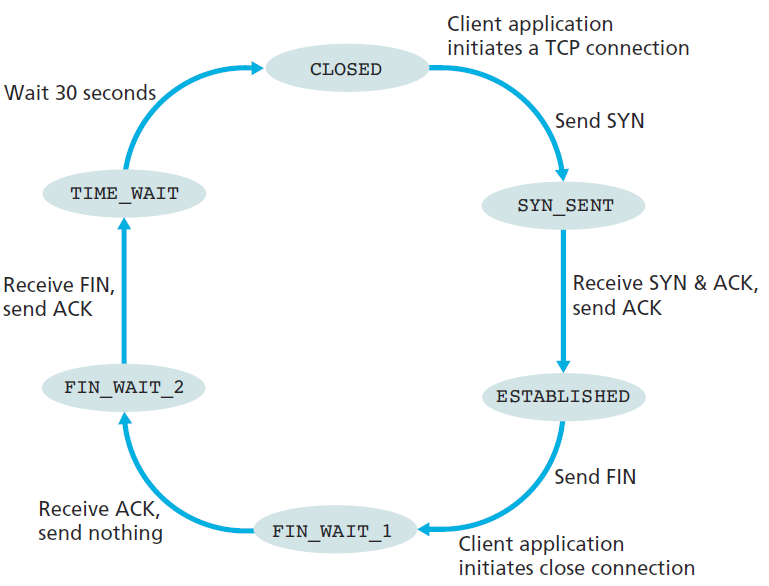 Client application
initiates a TCP connection
CLOSED
Wait 30 seconds
Send SYN
TIME_WAIT
SYN_SENT
Receive FIN,
send ACK
Receive SYN & ACK,
send ACK
FIN_WAIT_2
ESTABLISHED
Send FIN
Receive ACK,
send nothing
FIN_WAIT_1
Client application
initiates close connection